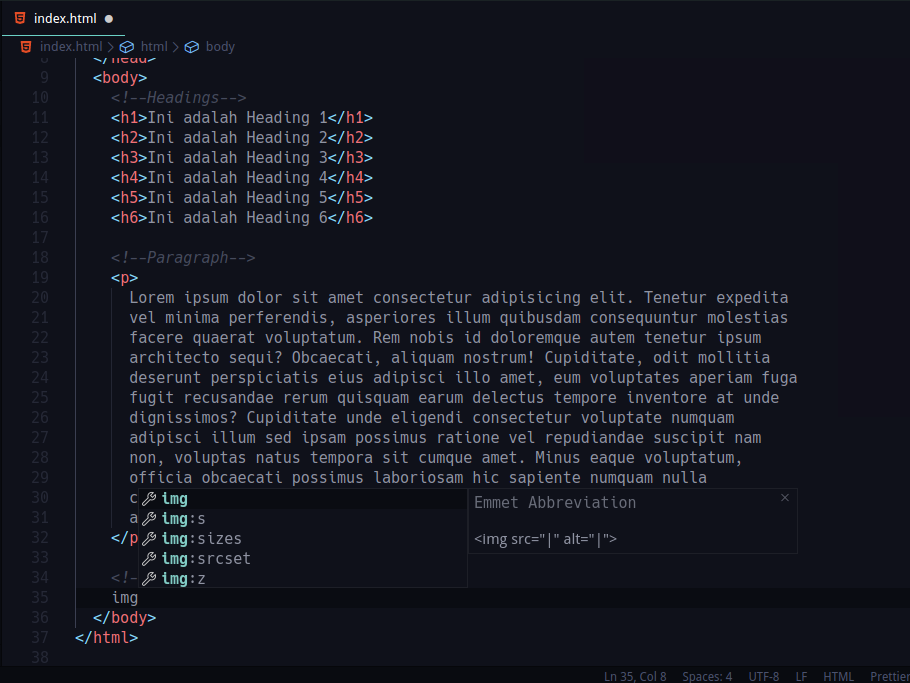 index.html
index.html > html > body
8 </head>
9 <body>
10 <!--Headings-->
11 <h1>Ini adalah Heading 1</h1>
12 <h2>Ini adalah Heading 2</h2>
13 <h3>Ini adalah Heading 3</h3>
14 <h4>Ini adalah Heading 4</h4>
15 <h5>Ini adalah Heading 5</h5>
16 <h6>Ini adalah Heading 6</h6>
17
18 <!--Paragraph-->
19 <p>
20 Lorem ipsum dolor sit amet consectetur adipisicing elit. Tenetur expedita
21 vel minima perferendis, asperiores illum quibusdam consequuntur molestias
22 facere quaerat voluptatum. Rem nobis id doloremque autem tenetur ipsum
23 architecto sequi? Obcaecati, aliquam nostrum! Cupiditate, odit mollitia
24 deserunt perspiciatis eius adipisci illo amet, eum voluptates aperiam fuga
25 fugit recusandae rerum quisquam earum delectus tempore inventore at unde
26 dignissimos? Cupiditate unde eligendi consectetur voluptate numquam
27 adipisci illum sed ipsam possimus ratione vel repudiandae suscipit nam
28 non, voluptas natus tempora sit cumque amet. Minus eaque voluptatum,
29 officia obcaecati possimus laboriosam hic sapiente numquam nulla
30 c img
31 a img:s
32 </p img:sizes
33 img:srcset
34 <!- img:z
Emmet Abbreviation
<img src="|" alt="|">
35 img
36 </body>
37 </html>
38
Ln 35, Col 8 Spaces: 4 UTF-8 LF HTML Prettier